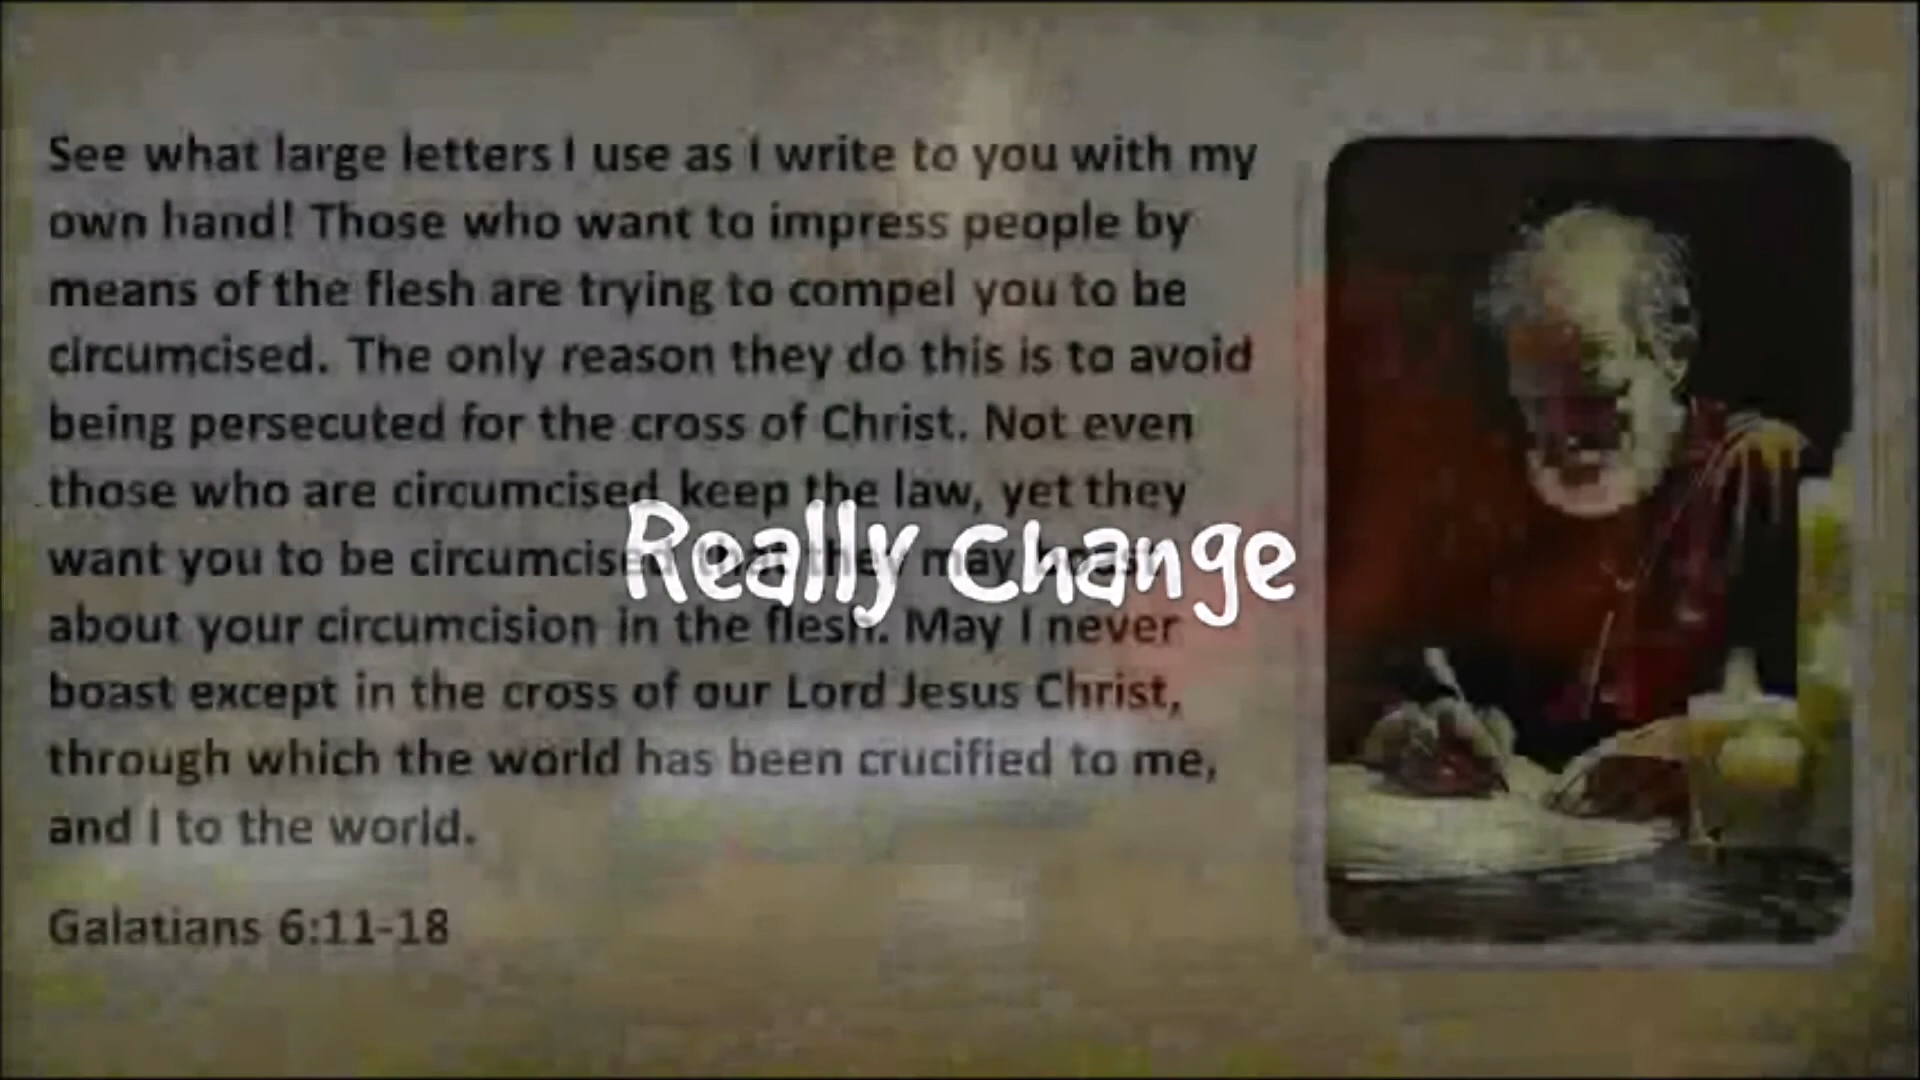 See what large letters I use as I write to you with my
own hand! Those who want to impress people by
means of the flesh are trying to compel you to be
circumcised. The only reason they do this is to avoid
being persecuted for the cross of Christ. Not even
those who are circumcised keep the law, yet they
want you to be circumcised that they may boast
about your circumcision in the flesh. May I never
boast except in the cross of our Lord Jesus Christ,
through which the world has been crucified to me,
and I to the world.
Galatians 6:11-18
Really change